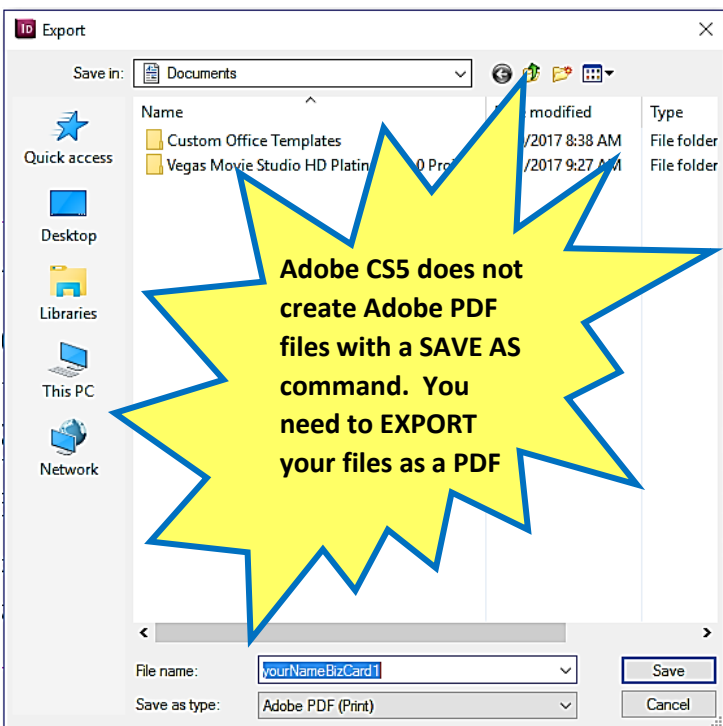 ID Export
Save in: Documents
Name modified Type
Custom Office Templates /2017 8:38 AM File folder
Vegas Movie Studio HD Platin 0 Pro /2017 9:27 AM File folder
Quick access
Desktop
Libraries
This PC
Network
Adobe CS5 does not
create Adobe PDF
files with a SAVE AS
command. You
need to EXPORT
your files as a PDF
File name: yourNameBizCard1 Save
Save as type: Adobe PDF (Print) Cancel